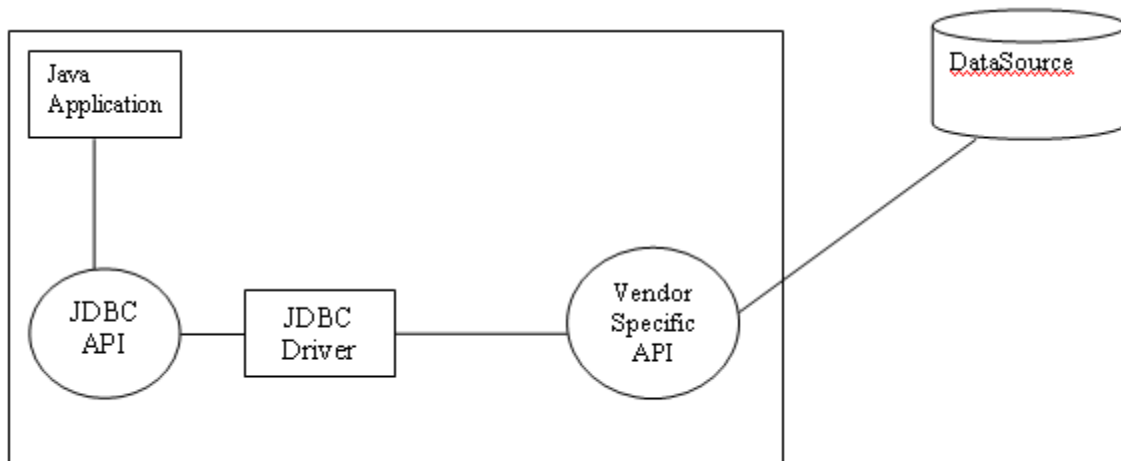 Java
Application
DataSource
JDBC
API
JDBC
Driver
Vendor
Specific
API